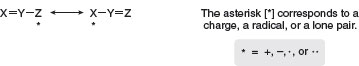 X=Y–Z ⟷ X–Y=Z
* *
The asterisk [*] corresponds to a
charge, a radical, or a lone pair.
* = +, –, ·, or ··